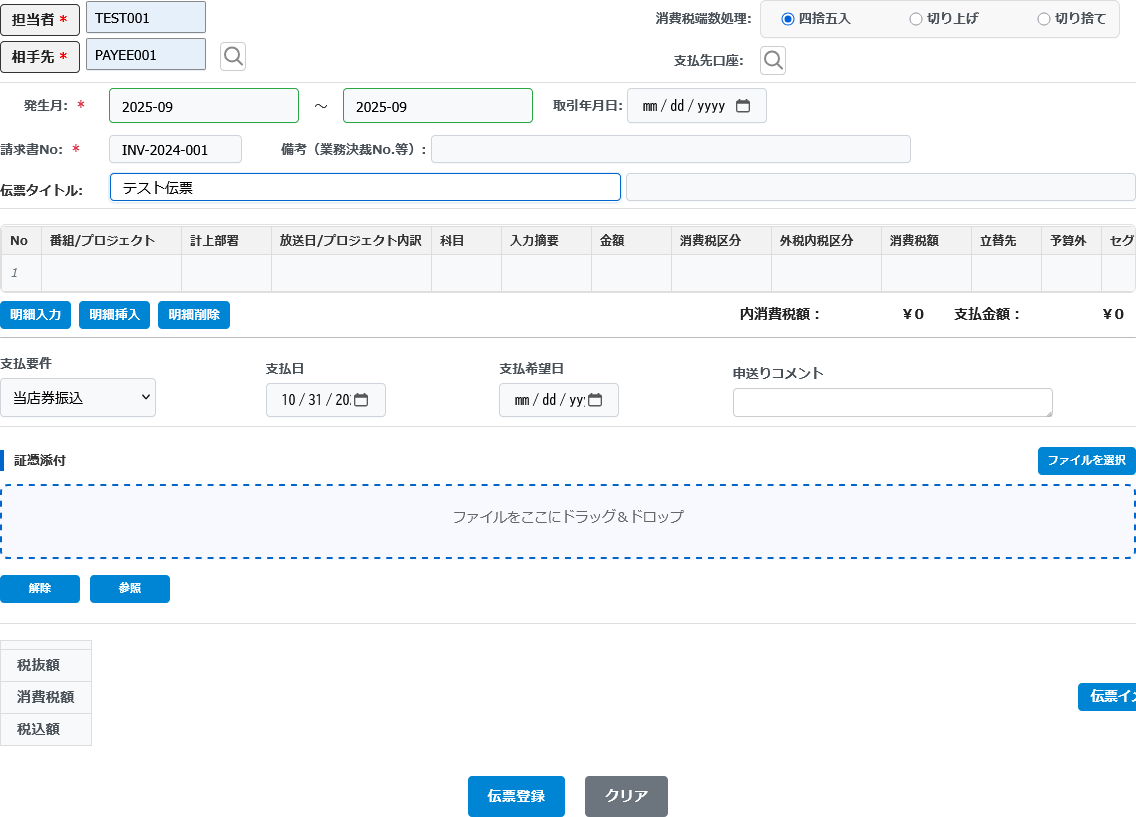 担当者 * TEST001 消費税端数処理: 四捨五入 切り上げ 切り捨て
相手先 * PAYEE001 支払先口座:
発生月: * 2025-09 ～ 2025-09 取引年月日: mm / dd / yyyy
請求書No: * INV-2024-001 備考（業務決裁No.等）:
伝票タイトル: テスト伝票
No 番組/プロジェクト 計上部署 放送日/プロジェクト内訳 科目 入力摘要 金額 消費税区分 外税内税区分 消費税額 立替先 予算外 セグ
1
明細入力 明細挿入 明細削除 内消費税額： ¥0 支払金額： ¥0
支払要件 支払日 支払希望日 申送りコメント
当店券振込 10 / 31 / 20 mm / dd / yy
証憑添付 ファイルを選択
ファイルをここにドラッグ＆ドロップ
解除 参照
税抜額
消費税額 伝票イ
税込額
伝票登録 クリア